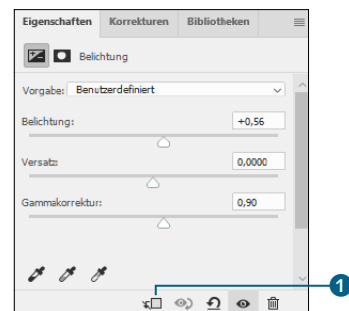 Eigenschaften Korrekturen Bibliotheken
Belichtung
Vorgabe: Benutzerdefiniert
Belichtung: +0,56
Versatz: 0,0000
Gammakorrektur: 0,90
1